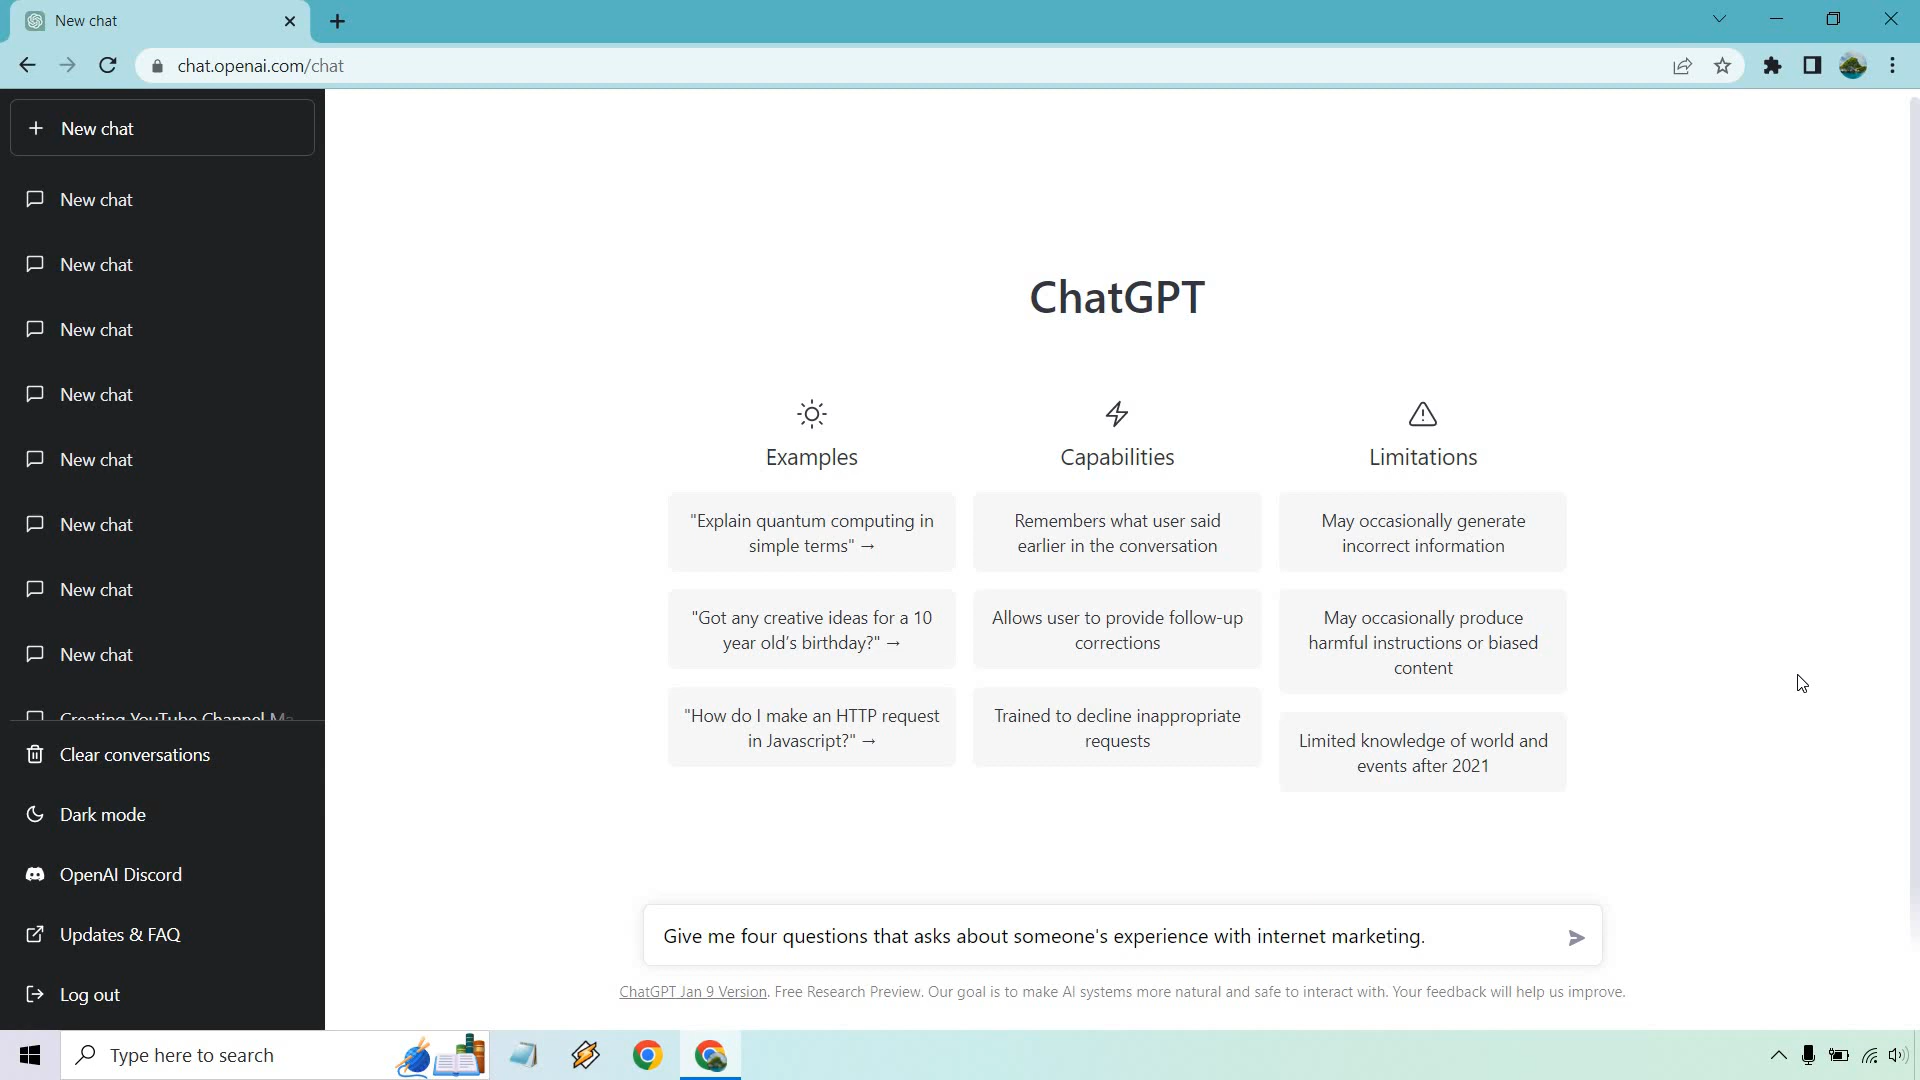 New chat
chat.openai.com/chat
New chat
New chat
New chat
New chat
New chat
New chat
New chat
New chat
New chat
Creating YouTube Channel Ma
Clear conversations
Dark mode
OpenAI Discord
Updates & FAQ
Log out
ChatGPT
Examples
"Explain quantum computing in
simple terms" →
"Got any creative ideas for a 10
year old's birthday?" →
"How do I make an HTTP request
in Javascript?" →
Capabilities
Remembers what user said
earlier in the conversation
Allows user to provide follow-up
corrections
Trained to decline inappropriate
requests
Limitations
May occasionally generate
incorrect information
May occasionally produce
harmful instructions or biased
content
Limited knowledge of world and
events after 2021
Give me four questions that asks about someone's experience with internet marketing.
ChatGPT Jan 9 Version. Free Research Preview. Our goal is to make AI systems more natural and safe to interact with. Your feedback will help us improve.
Type here to search